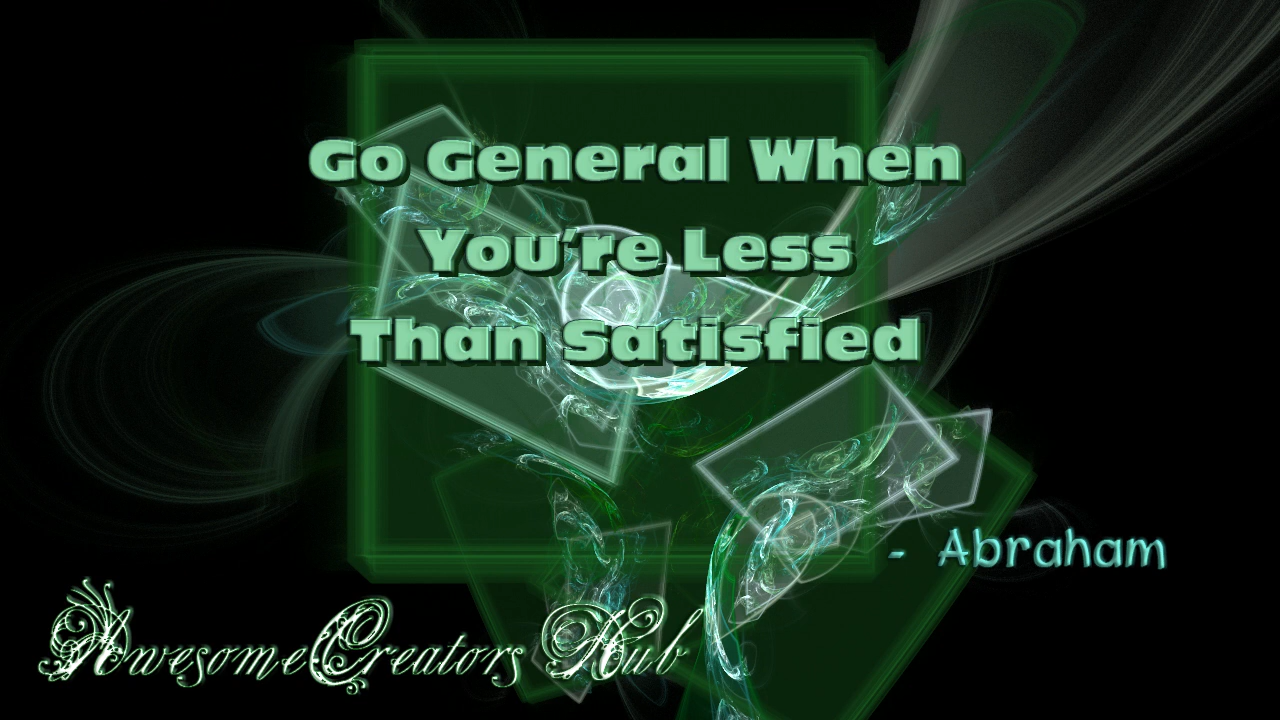 Go General When
You're Less
Than Satisfied
- Abraham
AwesomeCreators Hub